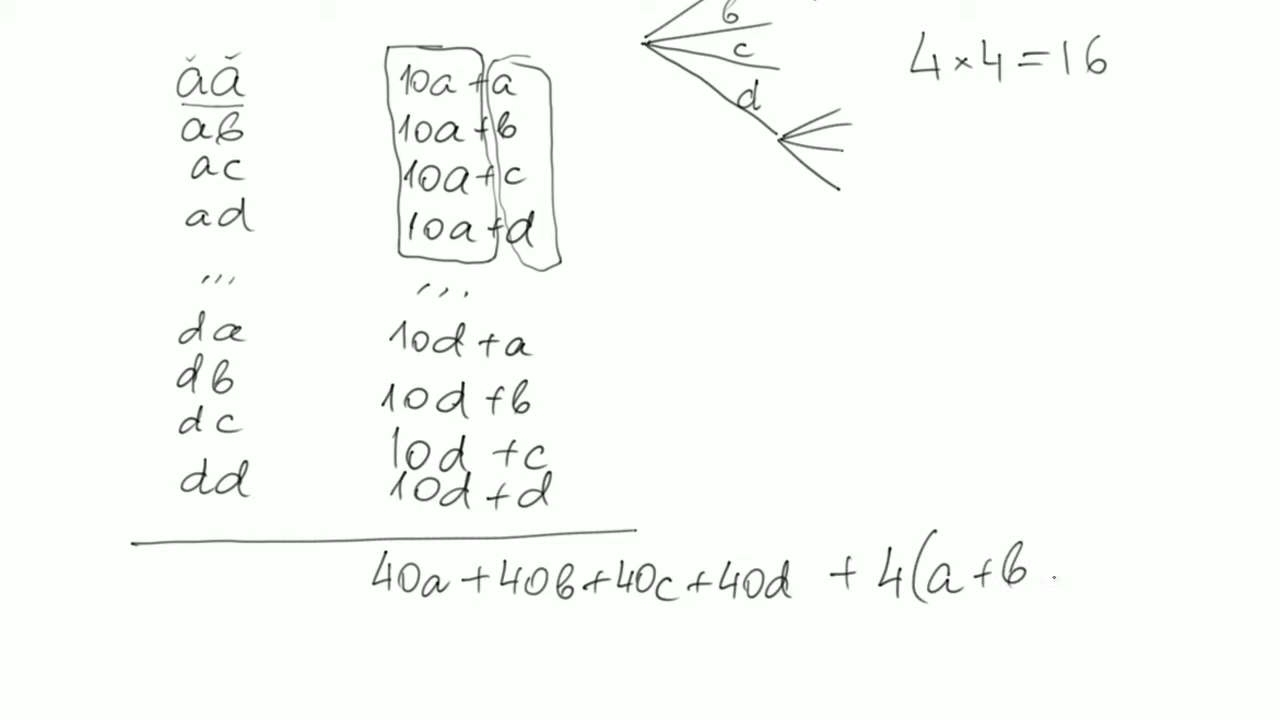 b
c
d
4×4=16
ǎǎ 10a+a
ab 10a+b
ac 10a+c
ad 10a+d
... ...
da 10d+a
db 10d+b
dc 10d+c
dd 10d+d
40a+40b+40c+40d + 4(a+b